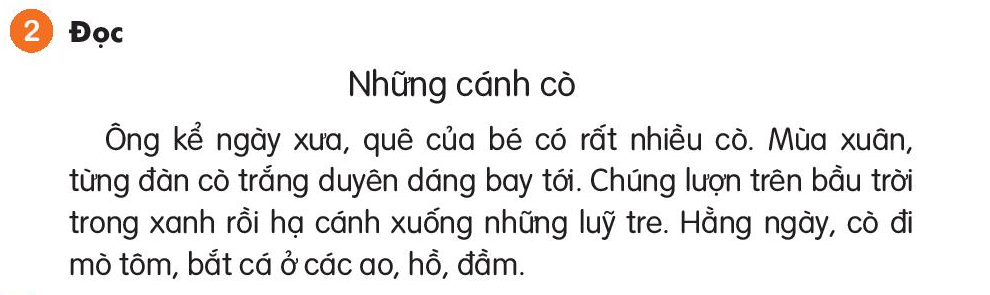 2 Đọc
Những cánh cò
Ông kể ngày xưa, quê của bé có rất nhiều cò. Mùa xuân,
từng đàn cò trắng duyên dáng bay tới. Chúng lượn trên bầu trời
trong xanh rồi hạ cánh xuống những luỹ tre. Hằng ngày, cò đi
mò tôm, bắt cá ở các ao, hồ, đầm.